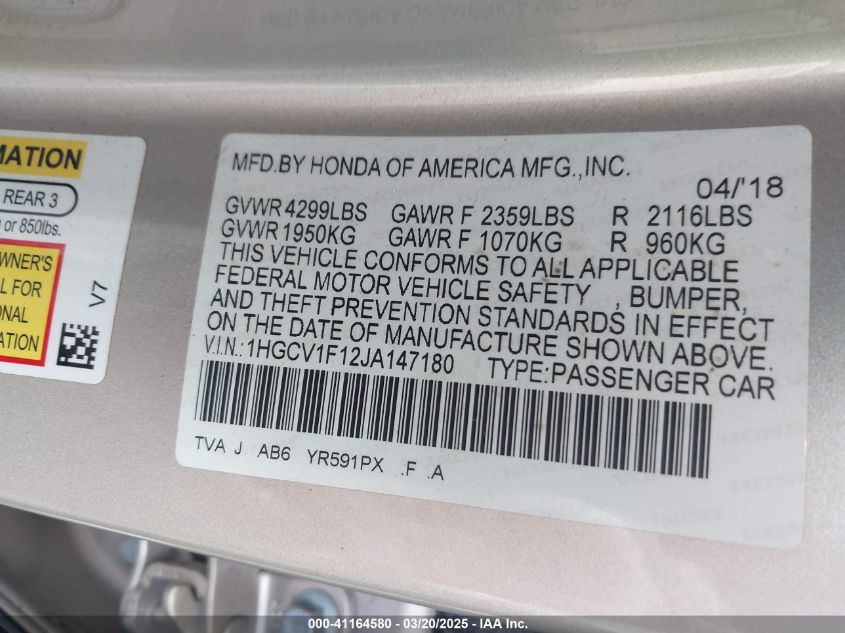 MATION
REAR 3
or 850lbs.
OWNER'S
L FOR
ONAL
ATION
V7
MFD.BY HONDA OF AMERICA MFG.,INC.
04/'18
GVWR 4299LBS GAWR F 2359LBS R 2116LBS
GVWR 1950KG GAWR F 1070KG R 960KG
THIS VEHICLE CONFORMS TO ALL APPLICABLE
FEDERAL MOTOR VEHICLE SAFETY , BUMPER,
AND THEFT PREVENTION STANDARDS IN EFFECT
ON THE DATE OF MANUFACTURE SHOWN ABOVE.
V.I.N.:1HGCV1F12JA147180 TYPE:PASSENGER CAR
TVA J AB6 YR591PX .F .A
000-41164580 - 03/20/2025 - IAA Inc.